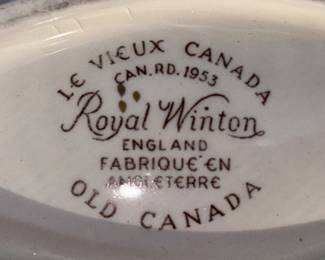 LE VIEUX CANADA
CAN. RD. 1953
Royal Winton
ENGLAND
FABRIQUE EN
ANGLETERRE
OLD CANADA